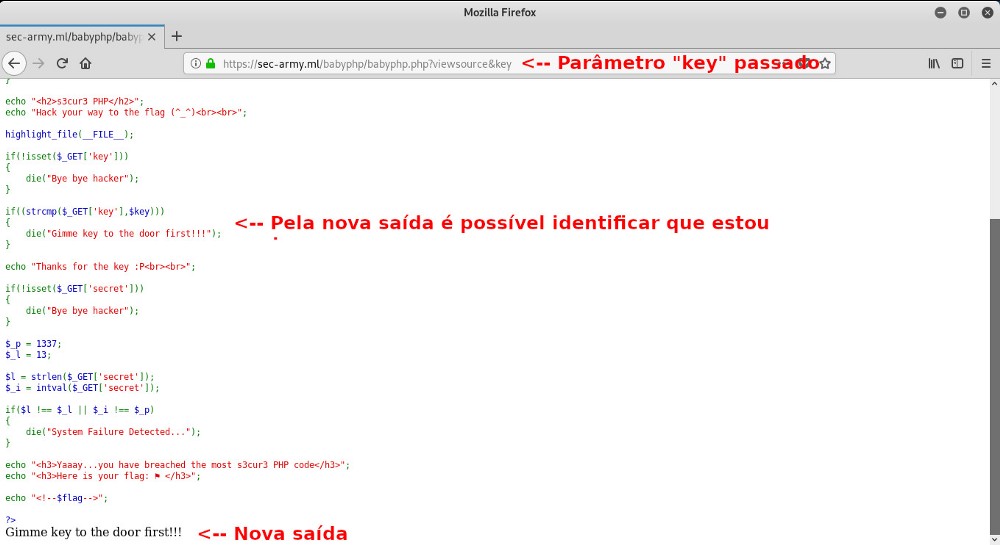 Mozilla Firefox
sec-army.ml/babyphp/baby
https://sec-army.ml/babyphp/babyphp.php?viewsource&key <-- Parâmetro "key" passado
}
echo "<h2>s3cur3 PHP</h2>";
echo "Hack your way to the flag (^_^)<br><br>";
highlight_file(__FILE__);
if(!isset($_GET['key']))
{
die("Bye bye hacker");
}
if((strcmp($_GET['key'],$key)))
{
<-- Pela nova saída é possível identificar que estou
die("Gimme key to the door first!!!");
}
echo "Thanks for the key :P<br><br>";
if(!isset($_GET['secret']))
{
die("Bye bye hacker");
}
$_p = 1337;
$_l = 13;
$l = strlen($_GET['secret']);
$_i = intval($_GET['secret']);
if($l !== $_l || $_i !== $_p)
{
die("System Failure Detected...");
}
echo "<h3>Yaaay...you have breached the most s3cur3 PHP code</h3>";
echo "<h3>Here is your flag: ⚑ </h3>";
echo "<!--$flag-->";
?>
Gimme key to the door first!!! <-- Nova saída